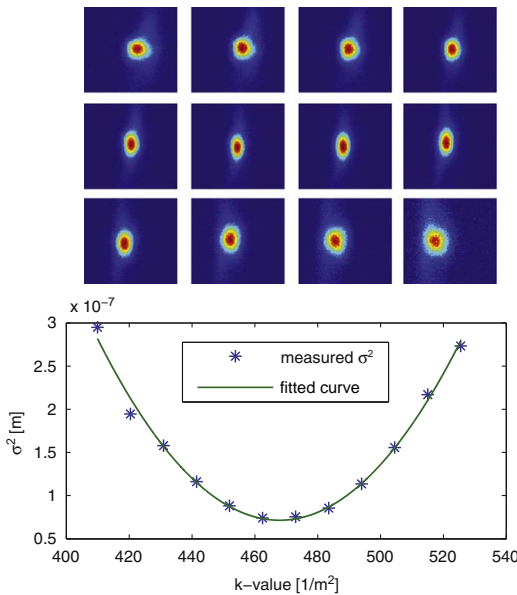 x 10⁻⁷
3
2.5
2
1.5
1
0.5
σ² [m]
measured σ²
fitted curve
400 420 440 460 480 500 520 540
k−value [1/m²]